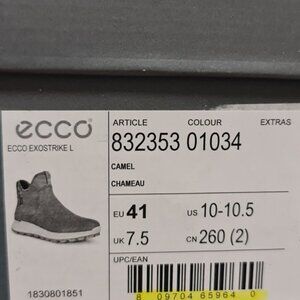 ARTICLE COLOUR EXTRAS
ecco 832353 01034
ECCO EXOSTRIKE L
CAMEL
CHAMEAU
EU 41 US 10-10.5
UK 7.5 CN 260 (2)
UPC/EAN
1830801851
8 09704 65964 0